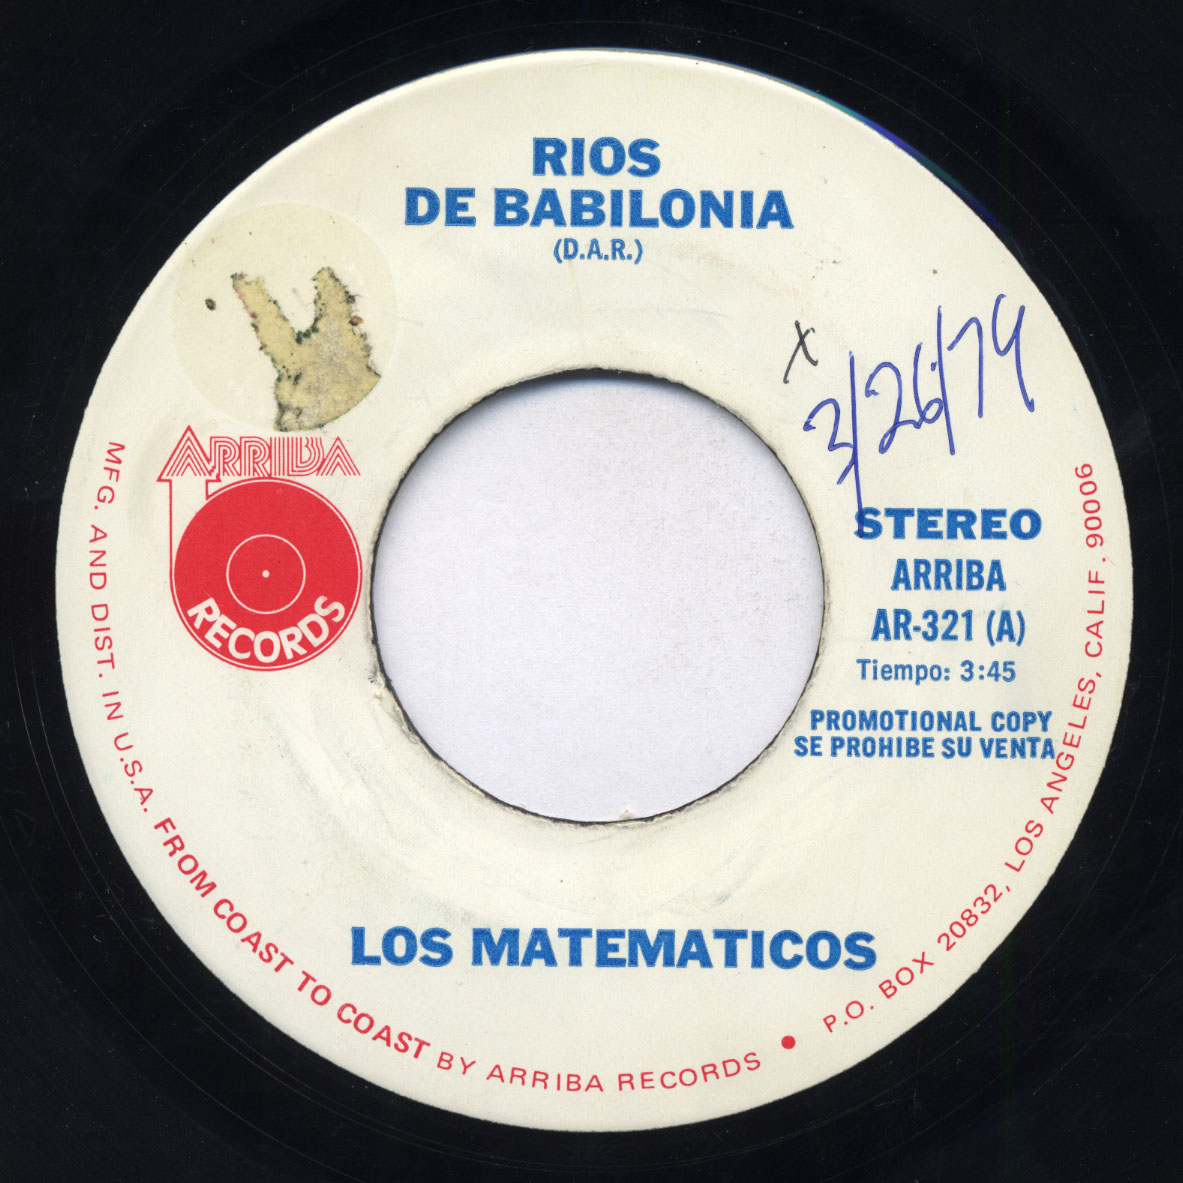 RIOS
DE BABILONIA
(D.A.R.)
x
3/26/79
ARRIBA
RECORDS
STEREO
ARRIBA
AR-321 (A)
Tiempo: 3:45
PROMOTIONAL COPY
SE PROHIBE SU VENTA
LOS MATEMATICOS
MFG. AND DIST. IN U.S.A. FROM COAST TO COAST BY ARRIBA RECORDS • P.O. BOX 20832, LOS ANGELES, CALIF. 90006